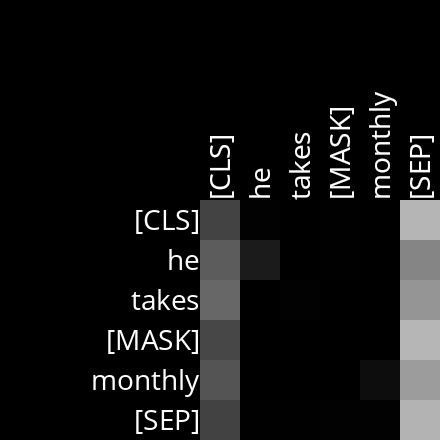 [CLS]
he
takes
[MASK]
monthly
[SEP]
[CLS]
he
takes
[MASK]
monthly
[SEP]